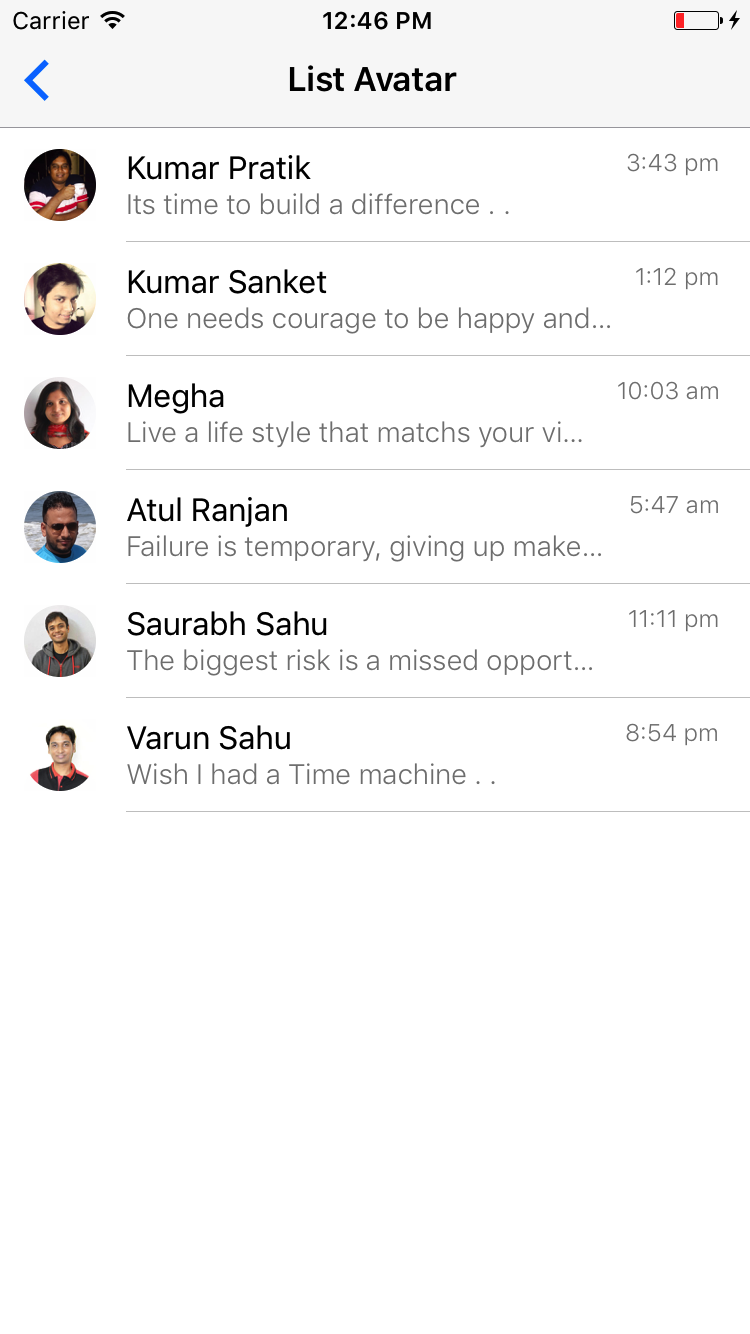 Carrier 12:46 PM
List Avatar
Kumar Pratik 3:43 pm
Its time to build a difference . .
Kumar Sanket 1:12 pm
One needs courage to be happy and...
Megha 10:03 am
Live a life style that matchs your vi...
Atul Ranjan 5:47 am
Failure is temporary, giving up make...
Saurabh Sahu 11:11 pm
The biggest risk is a missed opport...
Varun Sahu 8:54 pm
Wish I had a Time machine . .